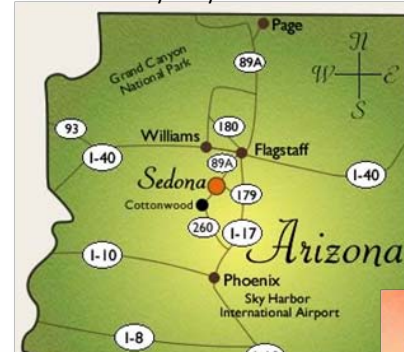 Page
N
W E
S
89A
Grand Canyon
National Park
93
180
Williams
Flagstaff
I-40
89A
I-40
Sedona
179
Cottonwood
260
I-17
Arizona
I-10
Phoenix
Sky Harbor
International Airport
I-8